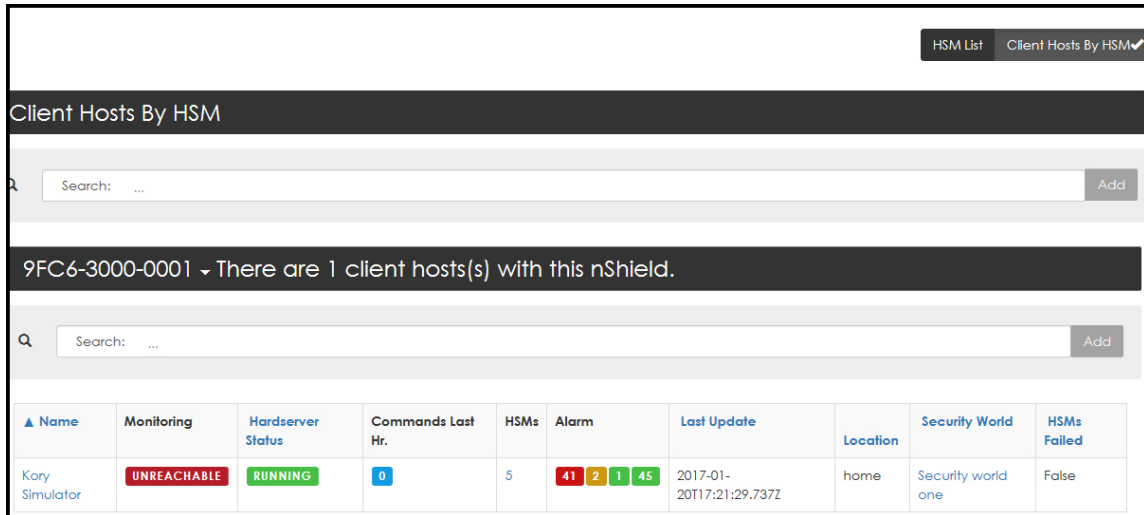 HSM List Client Hosts By HSM
Client Hosts By HSM
Search: ... Add
9FC6-3000-0001 There are 1 client hosts(s) with this nShield.
Search: ... Add
▲ Name Monitoring Hardserver Status Commands Last Hr. HSMs Alarm Last Update Location Security World HSMs Failed
Kory Simulator UNREACHABLE RUNNING 0 5 41 2 1 45 2017-01-20T17:21:29.737Z home Security world one False